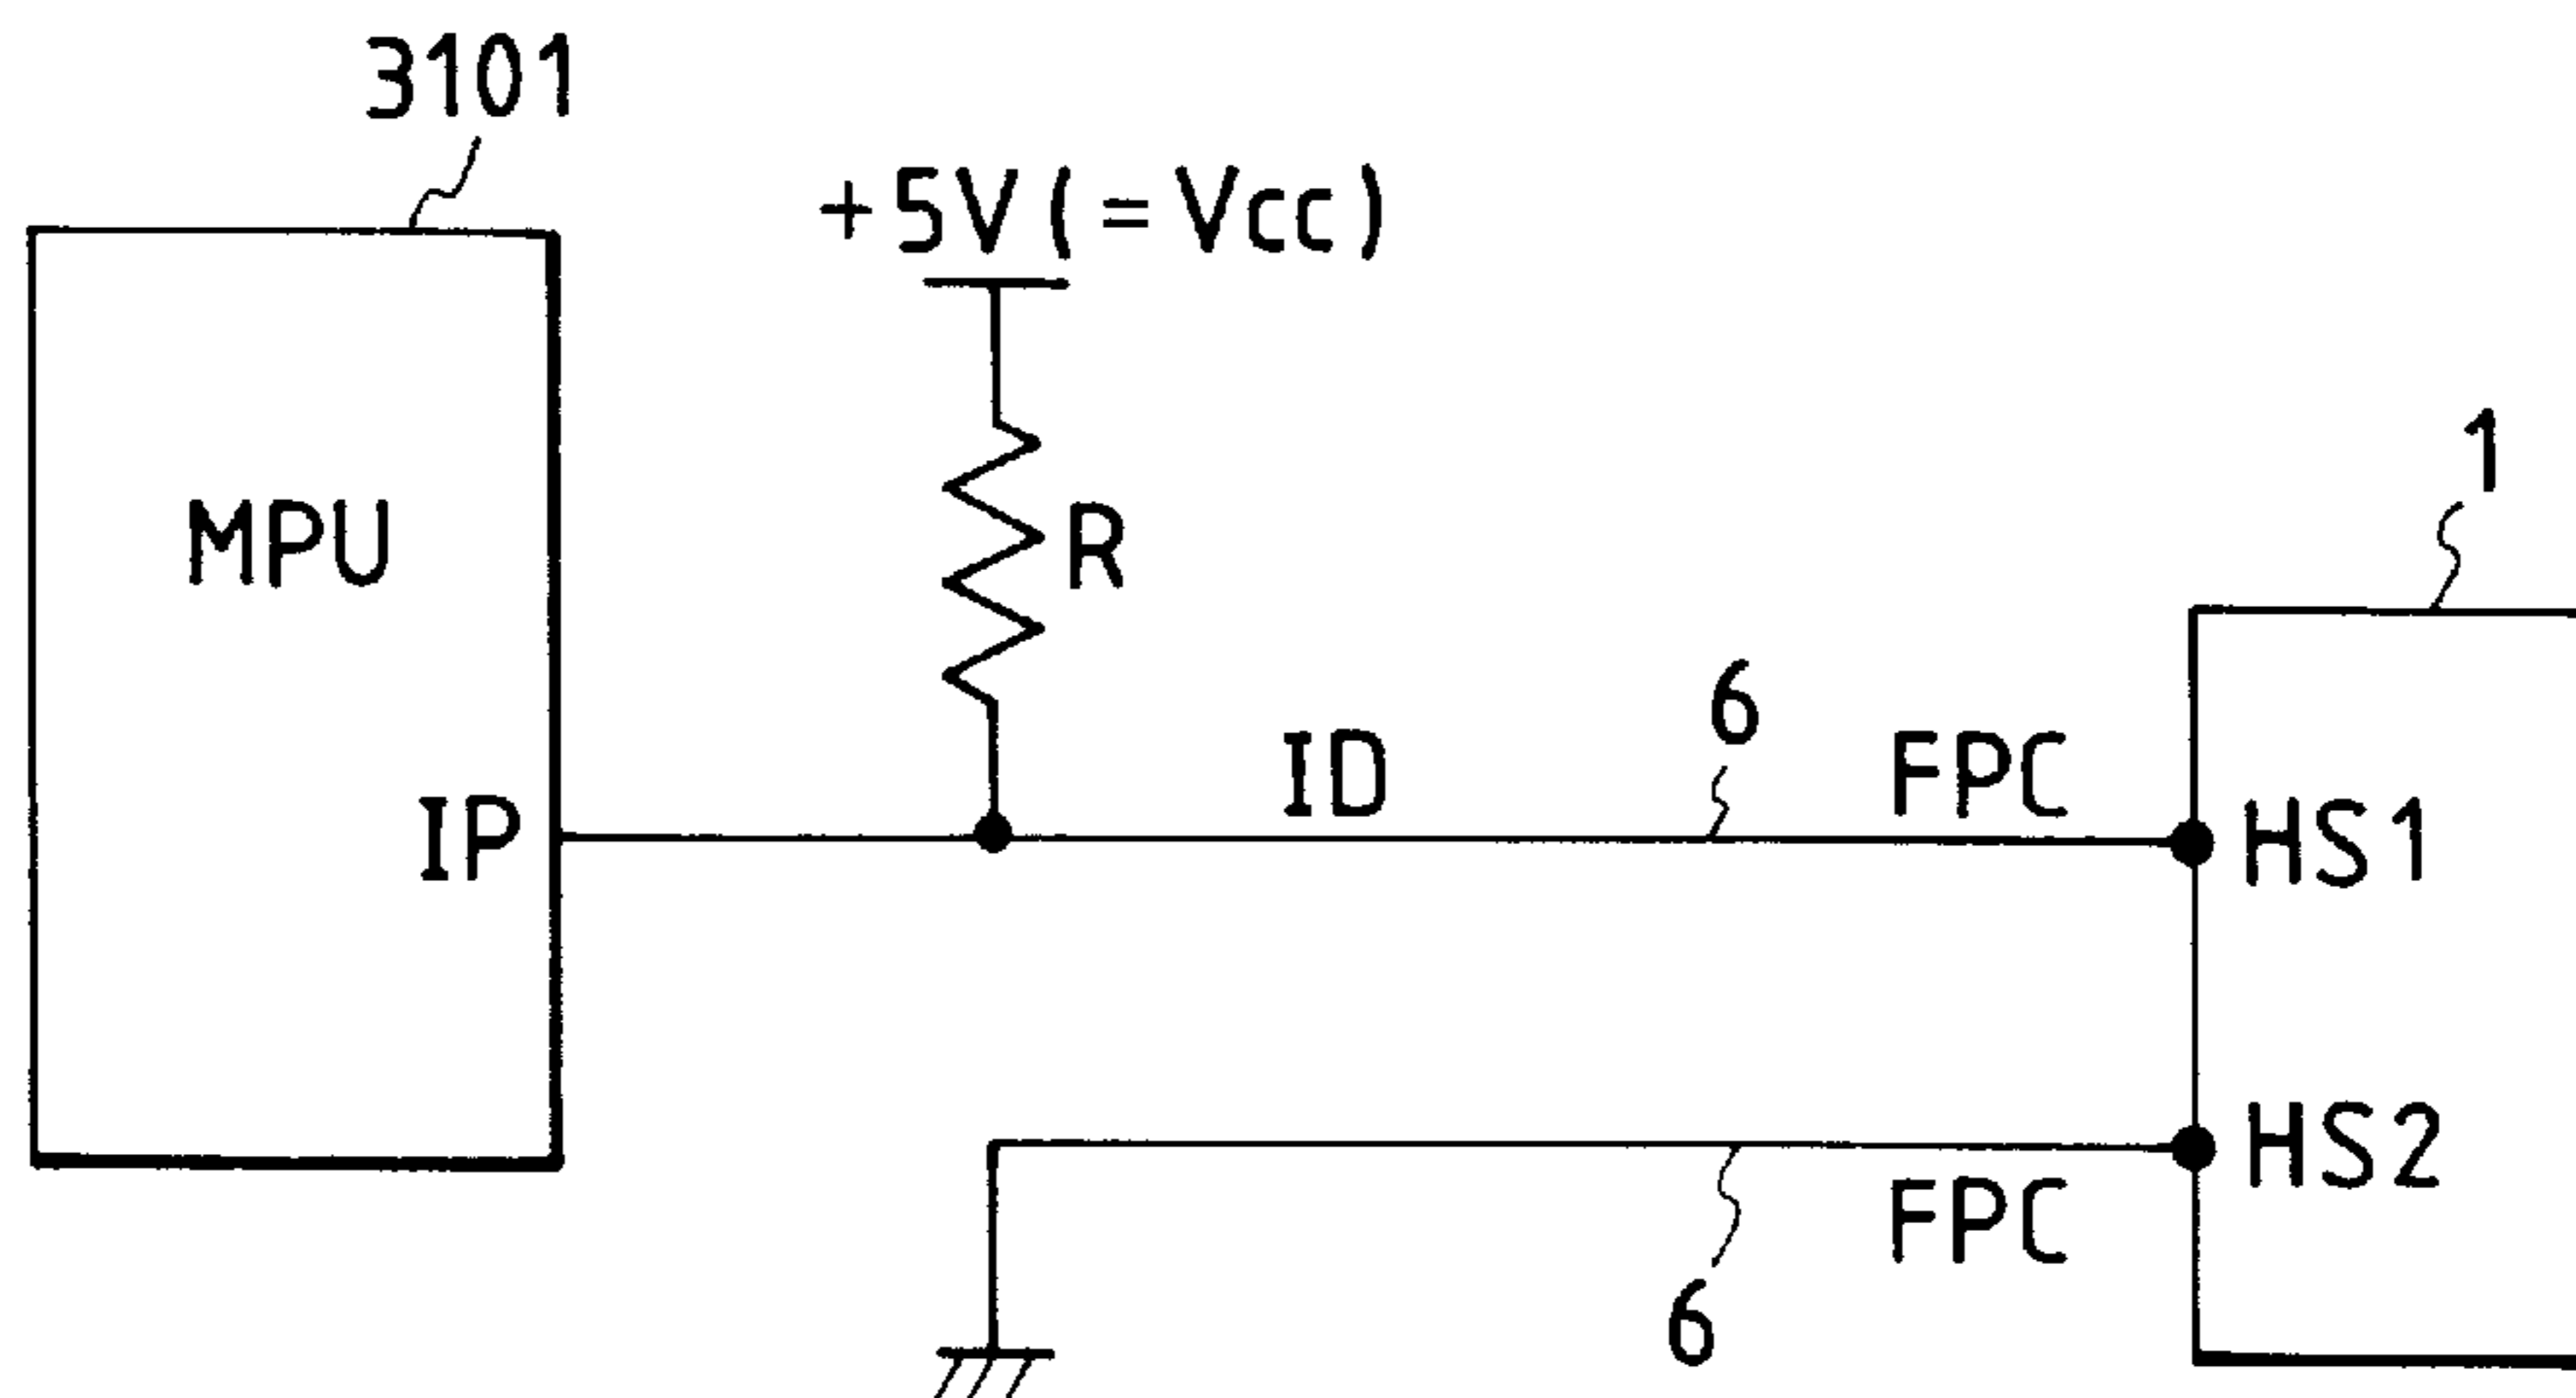 3101
+5V(=Vcc)
MPU
R
1
6
ID
FPC
IP
HS1
HS2
FPC
6